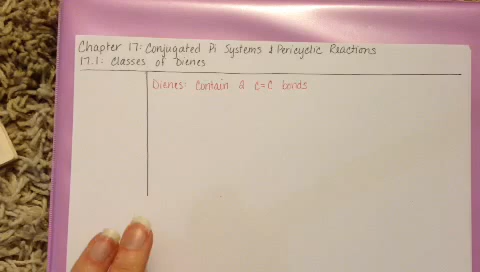 Chapter 17: Conjugated Pi Systems & Pericyclic Reactions
17.1: Classes of Dienes
Dienes: Contain 2 C=C bonds